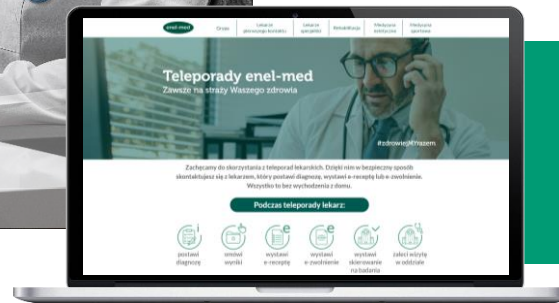 enel-med
O nas
Lekarze pierwszego kontaktu
Lekarze specjaliści
Rehabilitacja
Medycyna estetyczna
Medycyna sportowa
Teleporady enel-med
Zawsze na straży Waszego zdrowia
Zachęcamy do skorzystania z teleporad lekarskich. Dzięki nim w bezpieczny sposób
skontaktujesz się z lekarzem, który postawi diagnozę, wystawi e-receptę lub e-zwolnienie.
Wszystko to bez wychodzenia z domu.
Podczas teleporady lekarz:
postawi
diagnozę
omówi
wyniki
wystawi
e-receptę
wystawi
e-zwolnienie
wystawi
skierowanie
na badania
zaleci wizytę
w oddziale